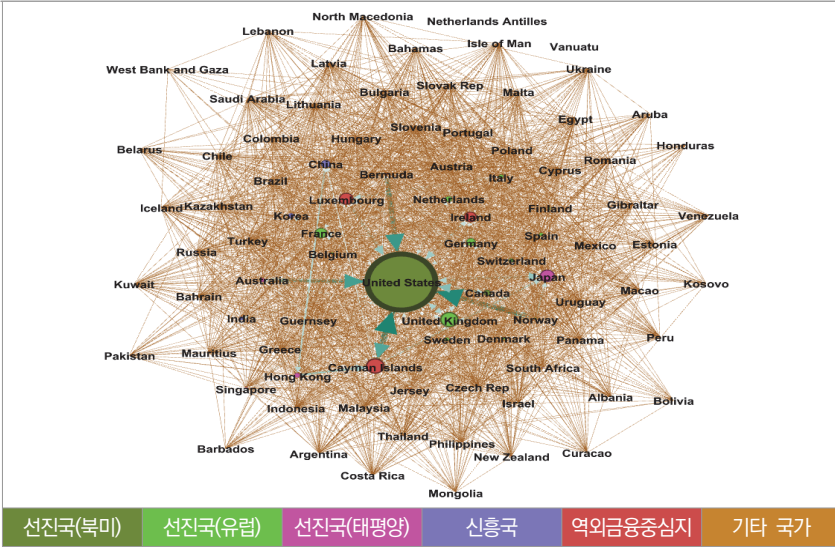 North Macedonia
Netherlands Antilles
Lebanon
Bahamas
Isle of Man
Vanuatu
West Bank and Gaza
Latvia
Ukraine
Bulgaria
Slovak Rep
Malta
Saudi Arabia
Lithuania
Egypt
Aruba
Slovenia
Portugal
Colombia
Hungary
Honduras
Belarus
Chile
China
Poland
Romania
Austria
Cyprus
Bermuda
Italy
Brazil
Luxembourg
Netherlands
Iceland
Kazakhstan
Korea
Ireland
Finland
Gibraltar
Venezuela
France
Germany
Spain
Turkey
Mexico
Estonia
Russia
Belgium
Switzerland
Kuwait
Australia
United States
Japan
Kosovo
Bahrain
Canada
Macao
Uruguay
India
Guernsey
United Kingdom
Norway
Pakistan
Mauritius
Greece
Sweden
Denmark
Panama
Peru
Hong Kong
Cayman Islands
South Africa
Singapore
Jersey
Czech Rep
Indonesia
Malaysia
Israel
Albania
Bolivia
Barbados
Argentina
Thailand
Philippines
New Zealand
Curacao
Costa Rica
Mongolia
선진국(북미) 선진국(유럽) 선진국(태평양) 신흥국 역외금융중심지 기타 국가